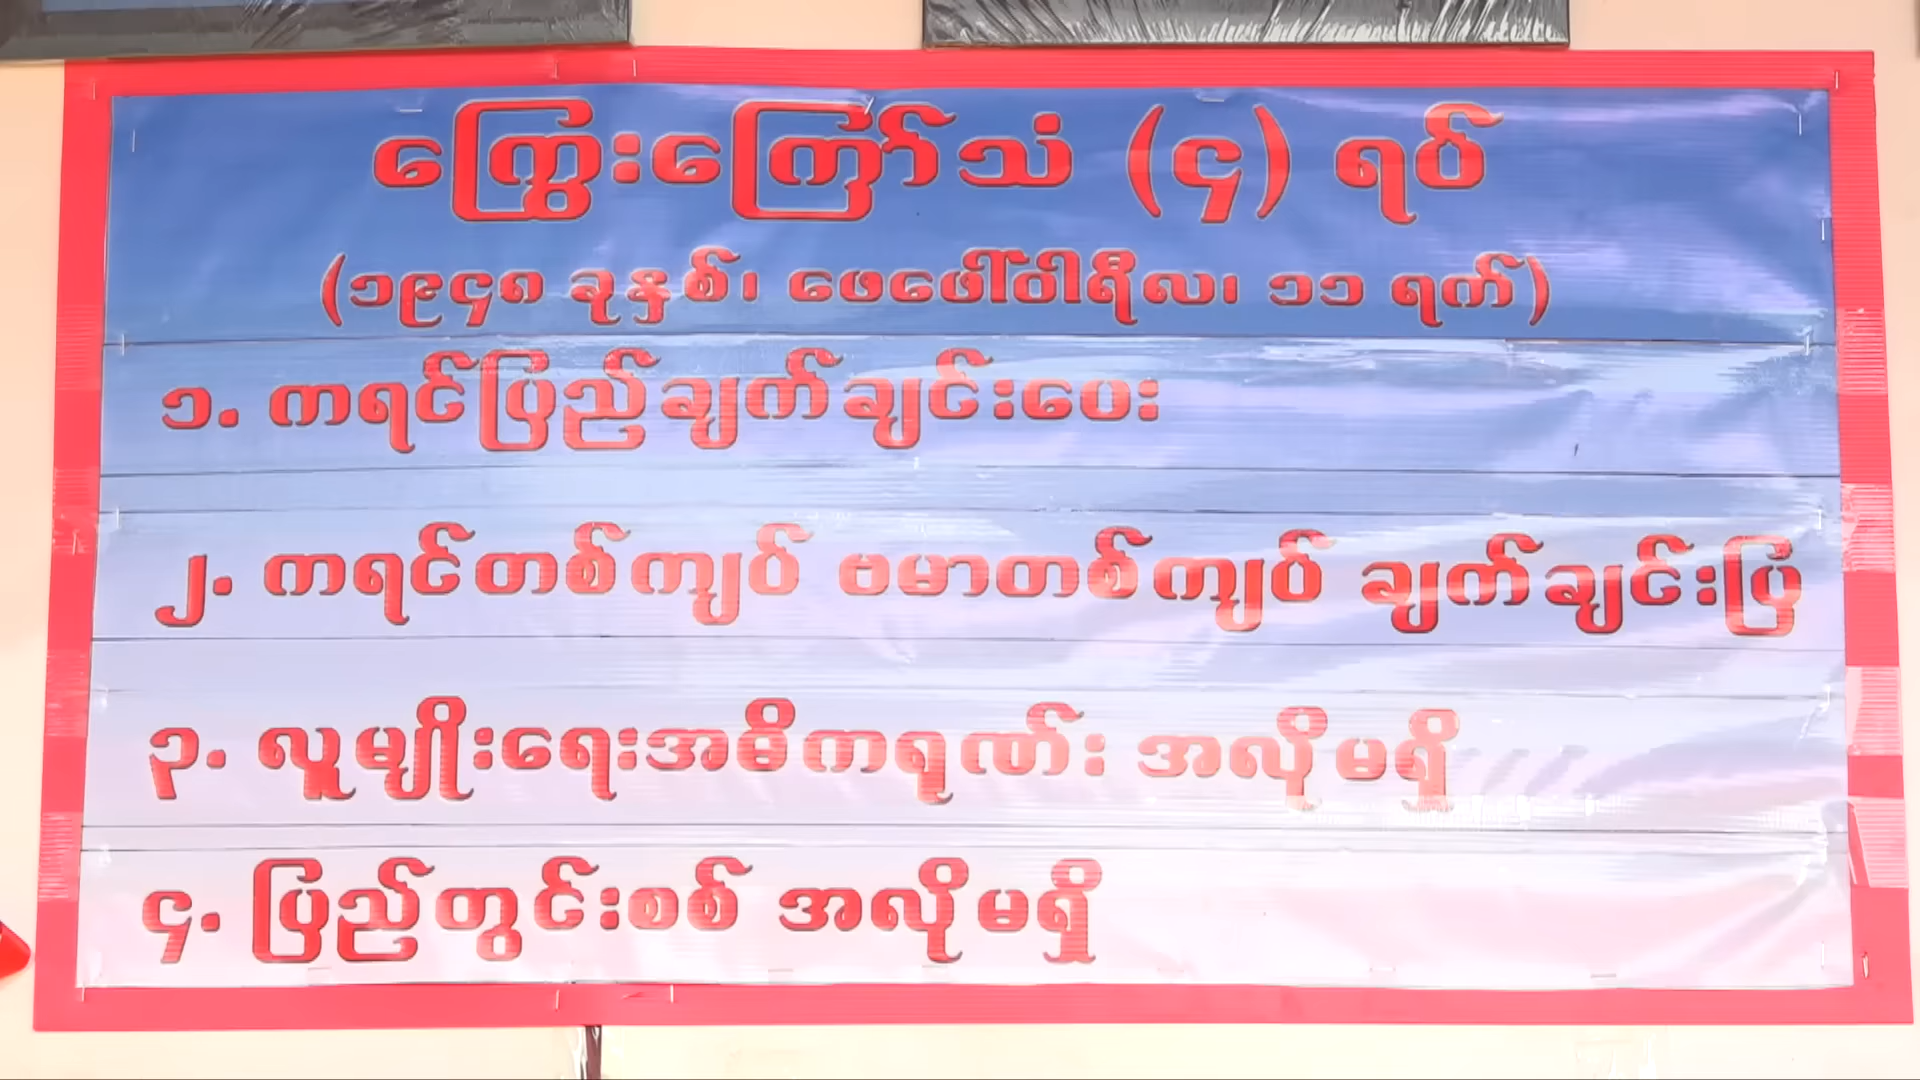 ကြွေးကြော်သံ (၄) ရပ်
(၁၉၄၈ ခုနှစ်၊ ဖေဖေါ်ဝါရီလ၊ ၁၁ ရက်)
၁. ကရင်ပြည်ချက်ချင်းပေး
၂. ကရင်တစ်ကျပ် ဗမာတစ်ကျပ် ချက်ချင်းပြ
၃. လူမျိုးရေးအဓိကရုဏ်း အလိုမရှိ
၄. ပြည်တွင်းစစ် အလိုမရှိ